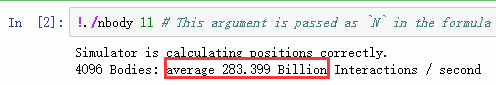 In [2]: !./nbody 11 # This argument is passed as `N` in the formula
Simulator is calculating positions correctly.
4096 Bodies: average 283.399 Billion Interactions / second